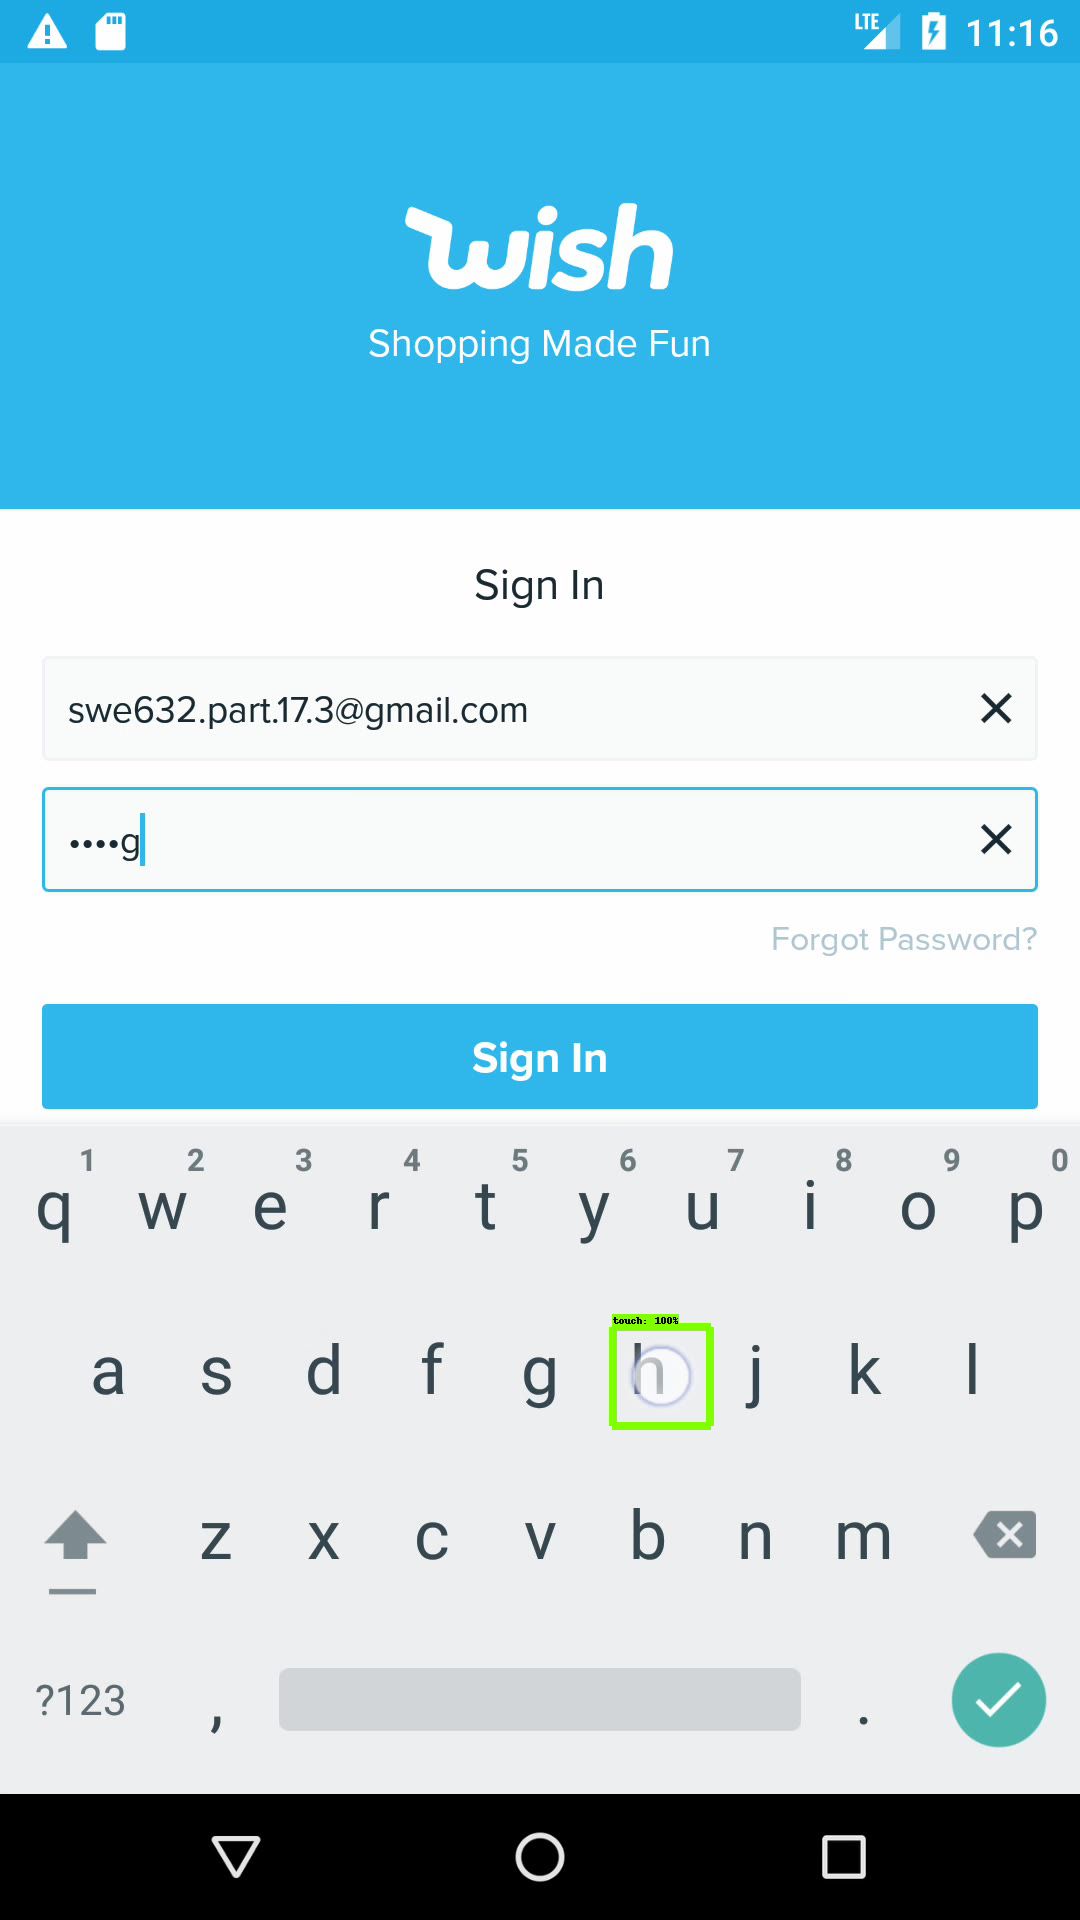 LTE 11:16
wish
Shopping Made Fun
Sign In
swe632.part.17.3@gmail.com
••••g
Forgot Password?
Sign In
1 2 3 4 5 6 7 8 9 0
q w e r t y u i o p
touch: 100%
a s d f g h j k l
z x c v b n m
?123 , .